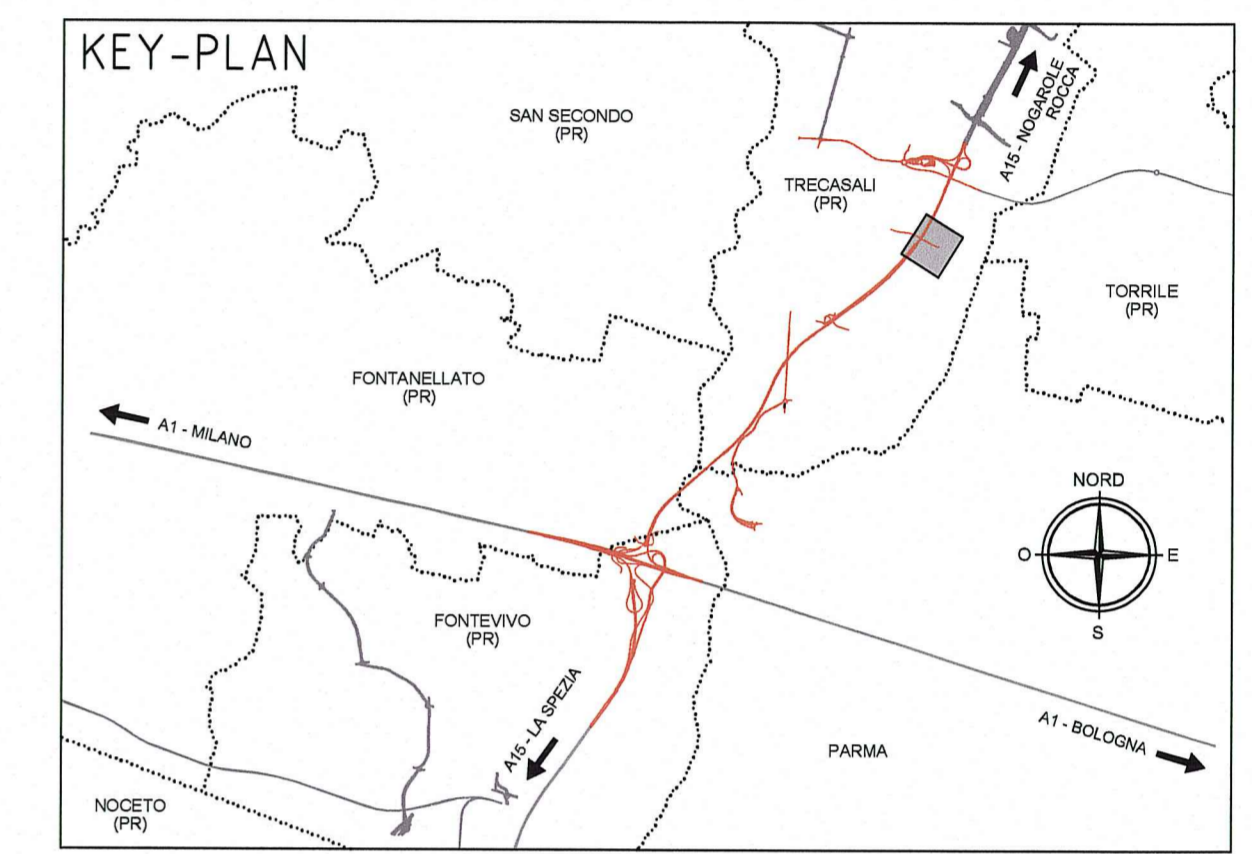 KEY-PLAN
SAN SECONDO
(PR)
A15 - NOGAROLE
ROCCA
TRECASALI
(PR)
TORRILE
(PR)
FONTANELLATO
(PR)
A1 - MILANO
NORD
O
E
S
FONTEVIVO
(PR)
A15 - LA SPEZIA
A1 - BOLOGNA
PARMA
NOCETO
(PR)